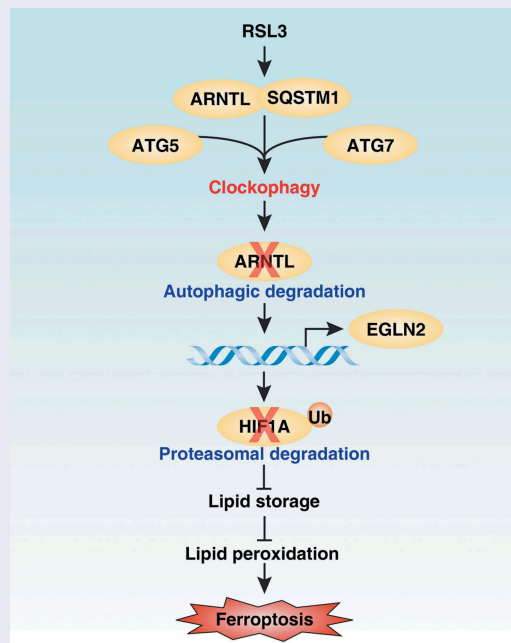 RSL3
ARNTL SQSTM1
ATG5 ATG7
Clockophagy
ARNTL
Autophagic degradation
EGLN2
HIF1A Ub
Proteasomal degradation
Lipid storage
Lipid peroxidation
Ferroptosis